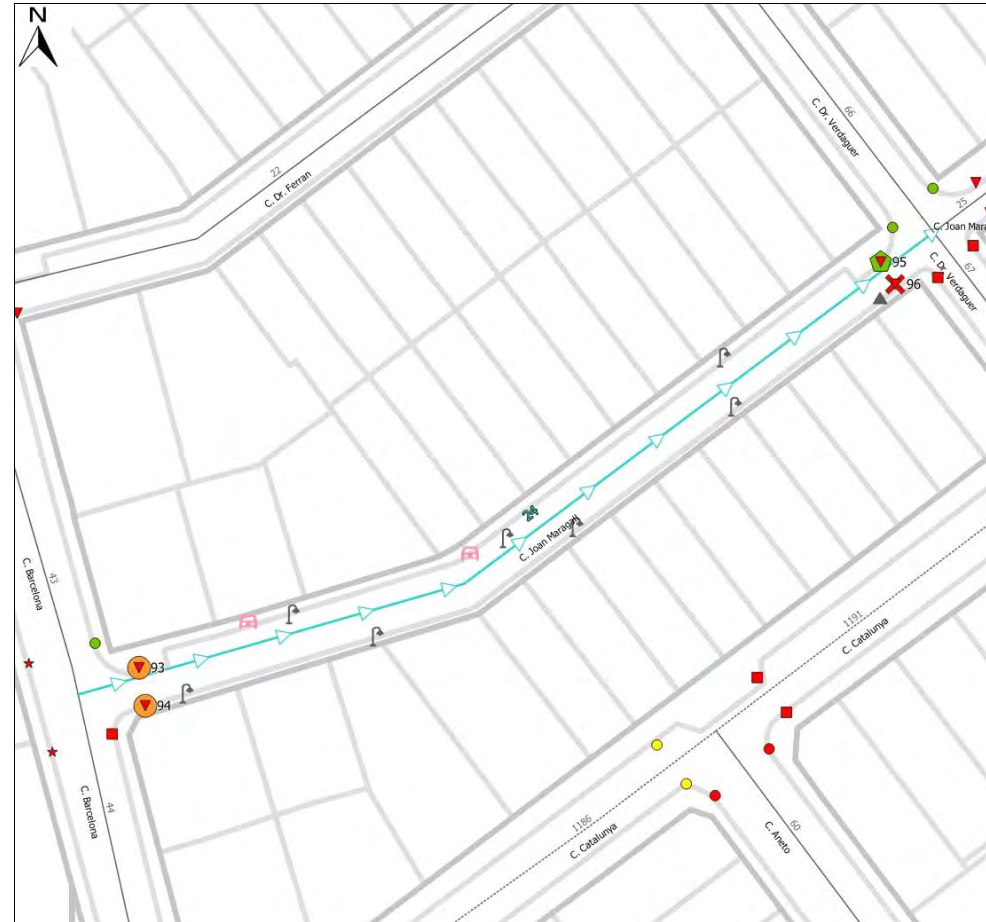 N
66
C. Dr. Verdaguer
22
C. Dr. Ferran
25
C. Joan Mara
95
C. Dr. Verdaguer
67
96
24
C. Joan Maragall
C. Barcelona
43
1191
C. Catalunya
93
94
C. Barcelona
44
1186
C. Catalunya
60
C. Aneto